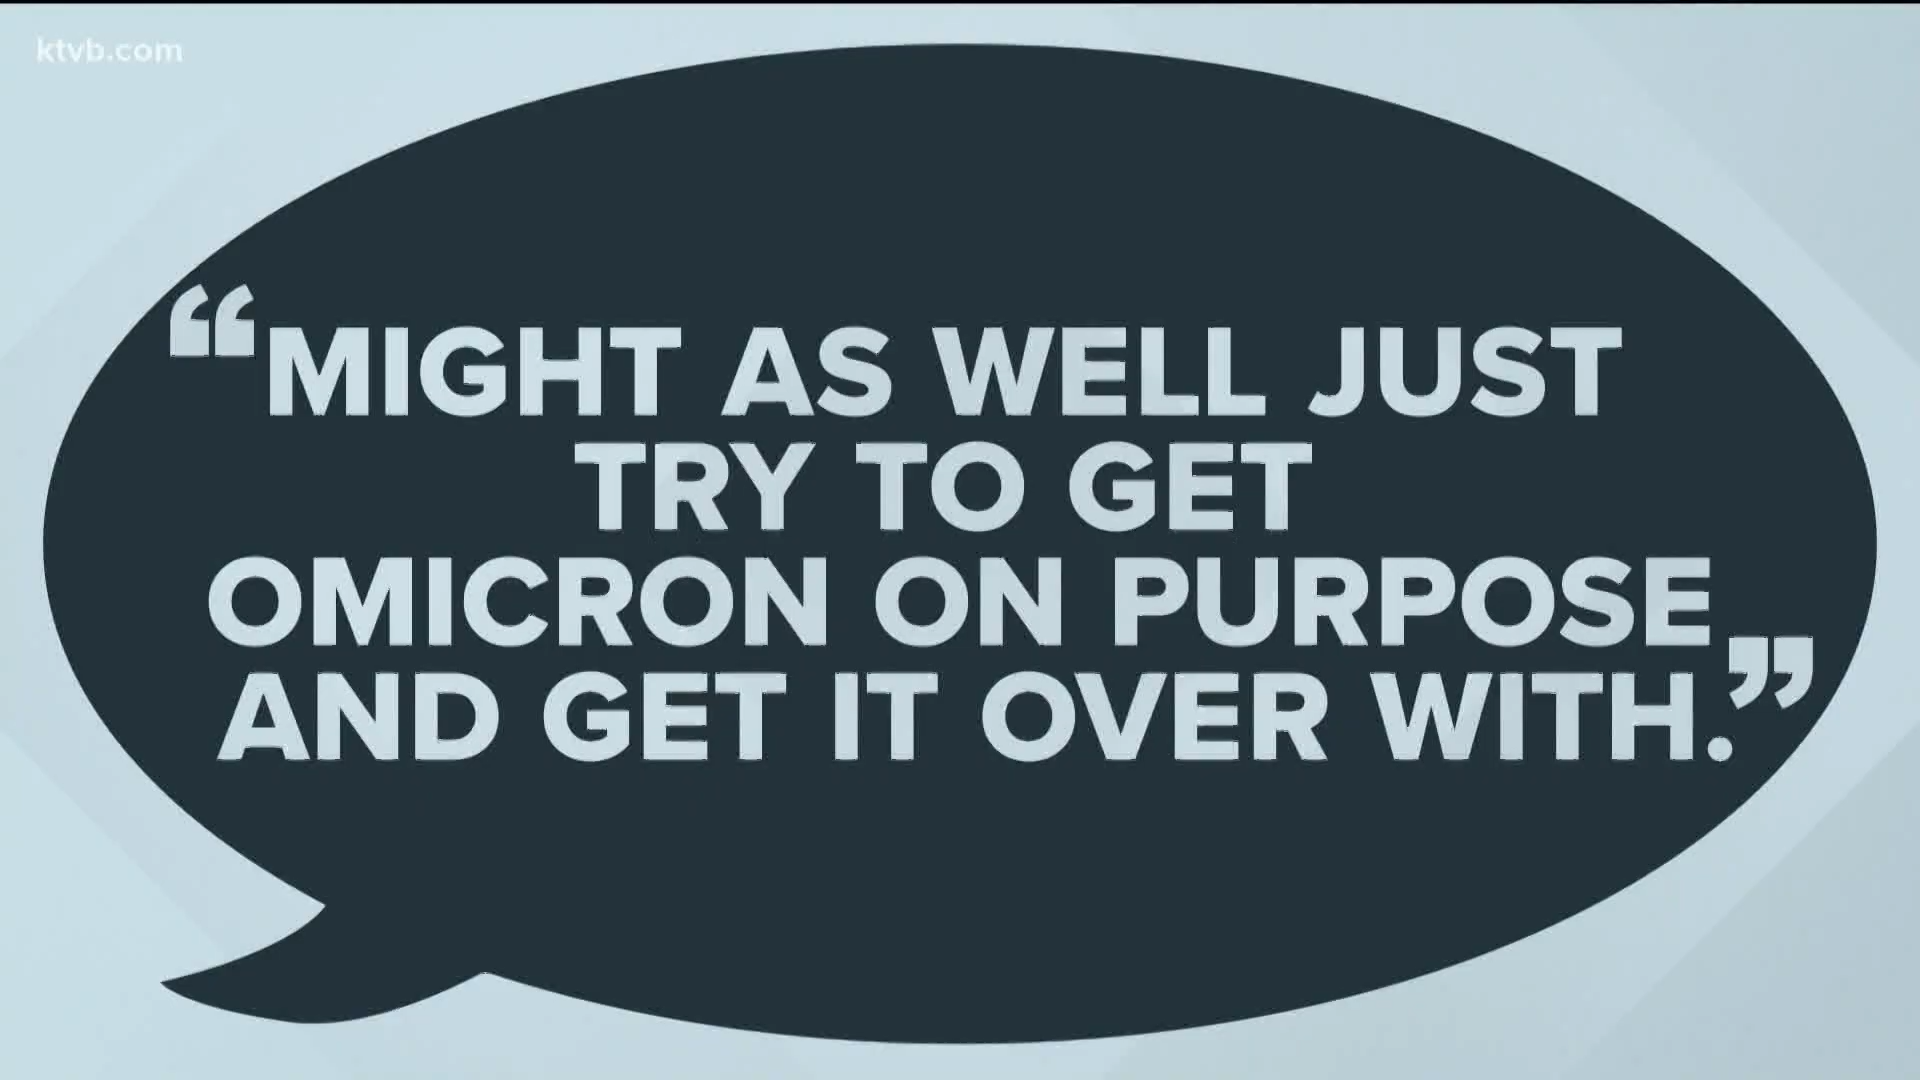 ktvb.com
“MIGHT AS WELL JUST
TRY TO GET
OMICRON ON PURPOSE
AND GET IT OVER WITH.”